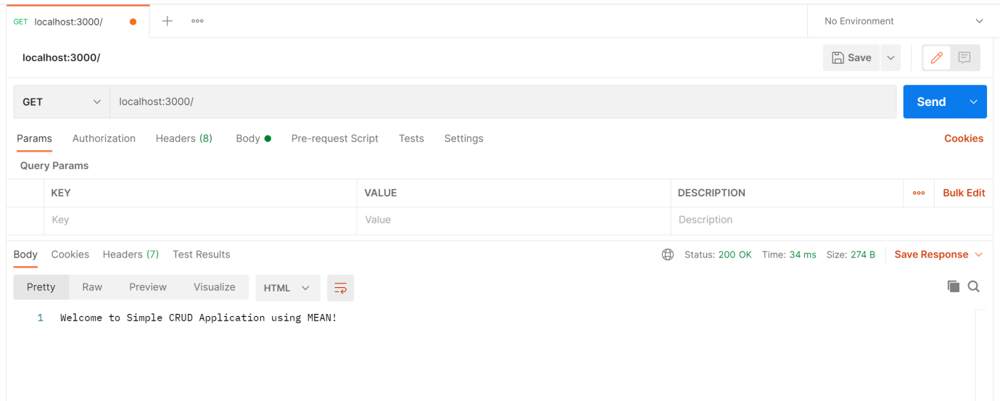 GET localhost:3000/
No Environment
localhost:3000/
Save
GET localhost:3000/ Send
Params Authorization Headers (8) Body Pre-request Script Tests Settings Cookies
Query Params
KEY VALUE DESCRIPTION Bulk Edit
Key Value Description
Body Cookies Headers (7) Test Results Status: 200 OK Time: 34 ms Size: 274 B Save Response
Pretty Raw Preview Visualize HTML
1 Welcome to Simple CRUD Application using MEAN!